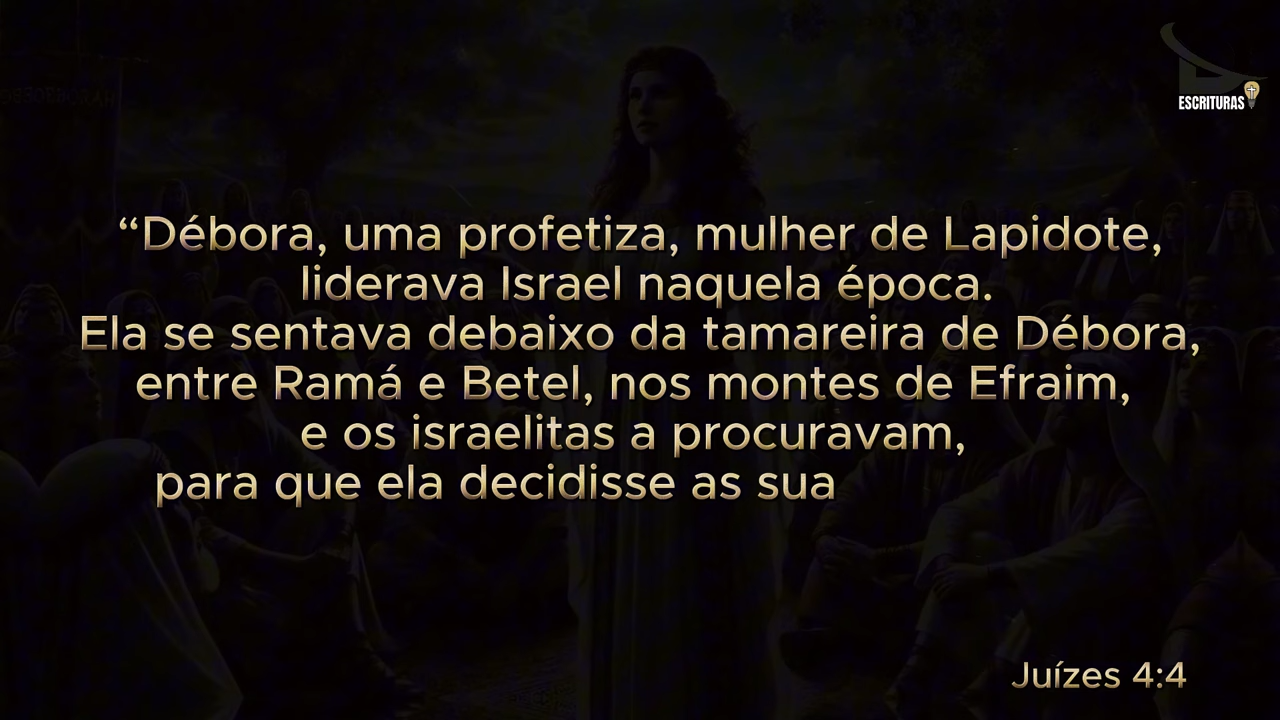 ESCRITURAS
“Débora, uma profetiza, mulher de Lapidote,
liderava Israel naquela época.
Ela se sentava debaixo da tamareira de Débora,
entre Ramá e Betel, nos montes de Efraim,
e os israelitas a procuravam,
para que ela decidisse as sua
Juízes 4:4